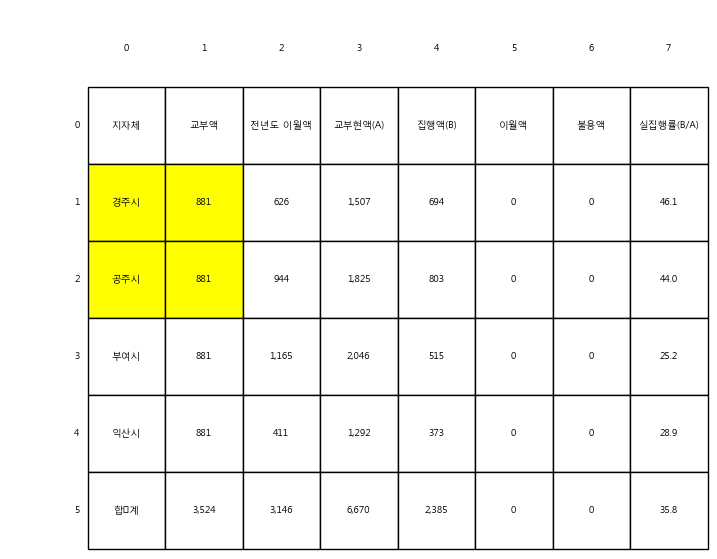 0 1 2 3 4 5 6 7
0 지자체 교부액 전년도 이월액 교부현액(A) 집행액(B) 이월액 불용액 실집행률(B/A)
1 경주시 881 626 1,507 694 0 0 46.1
2 공주시 881 944 1,825 803 0 0 44.0
3 부여시 881 1,165 2,046 515 0 0 25.2
4 익산시 881 411 1,292 373 0 0 28.9
5 합□계 3,524 3,146 6,670 2,385 0 0 35.8